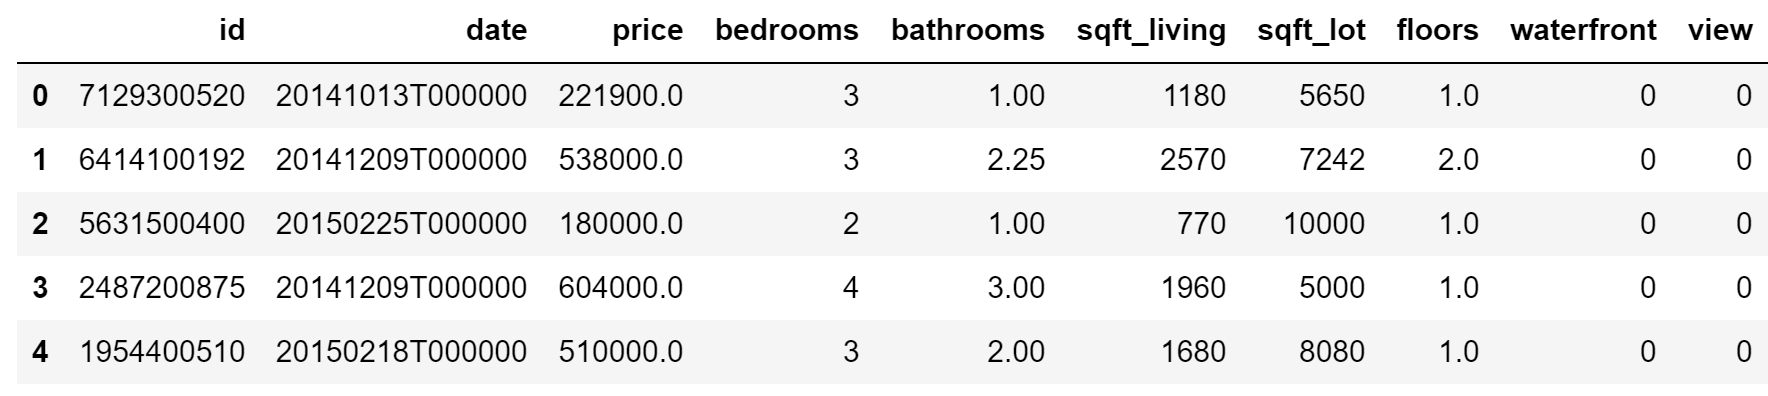 id date price bedrooms bathrooms sqft_living sqft_lot floors waterfront view
0 7129300520 20141013T000000 221900.0 3 1.00 1180 5650 1.0 0 0
1 6414100192 20141209T000000 538000.0 3 2.25 2570 7242 2.0 0 0
2 5631500400 20150225T000000 180000.0 2 1.00 770 10000 1.0 0 0
3 2487200875 20141209T000000 604000.0 4 3.00 1960 5000 1.0 0 0
4 1954400510 20150218T000000 510000.0 3 2.00 1680 8080 1.0 0 0